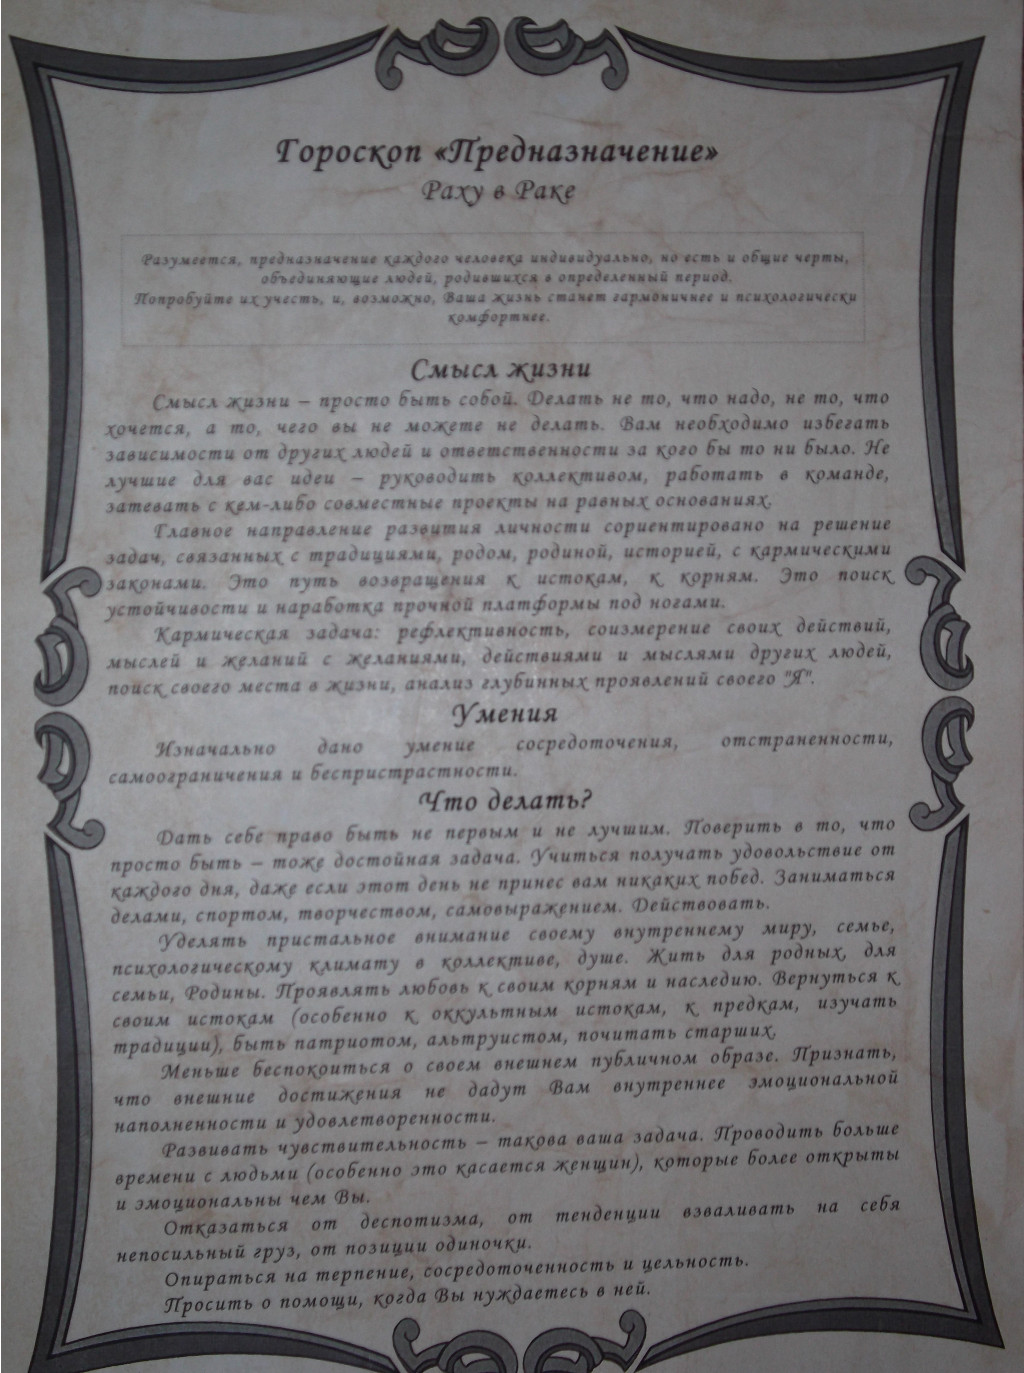 Гороскоп «Предназначение»
Раху в Раке
Разумеется, предназначение каждого человека индивидуально, но есть и общие черты,
объединяющие людей, родившихся в определенный период.
Попробуйте их учесть, и, возможно, Ваша жизнь станет гармоничнее и психологически
комфортнее.
Смысл жизни
Смысл жизни – просто быть собой. Делать не то, что надо, не то, что
хочется, а то, чего вы не можете не делать. Вам необходимо избегать
зависимости от других людей и ответственности за кого бы то ни было. Не
лучшие для вас идеи – руководить коллективом, работать в команде,
затевать с кем-либо совместные проекты на равных основаниях.
Главное направление развития личности сориентировано на решение
задач, связанных с традициями, родом, родиной, историей, с кармическими
законами. Это путь возвращения к истокам, к корням. Это поиск
устойчивости и наработка прочной платформы под ногами.
Кармическая задача: рефлективность, соизмерение своих действий,
мыслей и желаний с желаниями, действиями и мыслями других людей,
поиск своего места в жизни, анализ глубинных проявлений своего "Я".
Умения
Изначально дано умение сосредоточения, отстраненности,
самоограничения и беспристрастности.
Что делать?
Дать себе право быть не первым и не лучшим. Поверить в то, что
просто быть – тоже достойная задача. Учиться получать удовольствие от
каждого дня, даже если этот день не принес вам никаких побед. Заниматься
делами, спортом, творчеством, самовыражением. Действовать.
Уделять пристальное внимание своему внутреннему миру, семье,
психологическому климату в коллективе, душе. Жить для родных, для
семьи, Родины. Проявлять любовь к своим корням и наследию. Вернуться к
своим истокам (особенно к оккультным истокам, к предкам, изучать
традиции), быть патриотом, альтруистом, почитать старших.
Меньше беспокоиться о своем внешнем публичном образе. Признать,
что внешние достижения не дадут Вам внутреннее эмоциональной
наполненности и удовлетворенности.
Развивать чувствительность – такова ваша задача. Проводить больше
времени с людьми (особенно это касается женщин), которые более открыты
и эмоциональны чем Вы.
Отказаться от деспотизма, от тенденции взваливать на себя
непосильный груз, от позиции одиночки.
Опираться на терпение, сосредоточенность и цельность.
Просить о помощи, когда Вы нуждаетесь в ней.